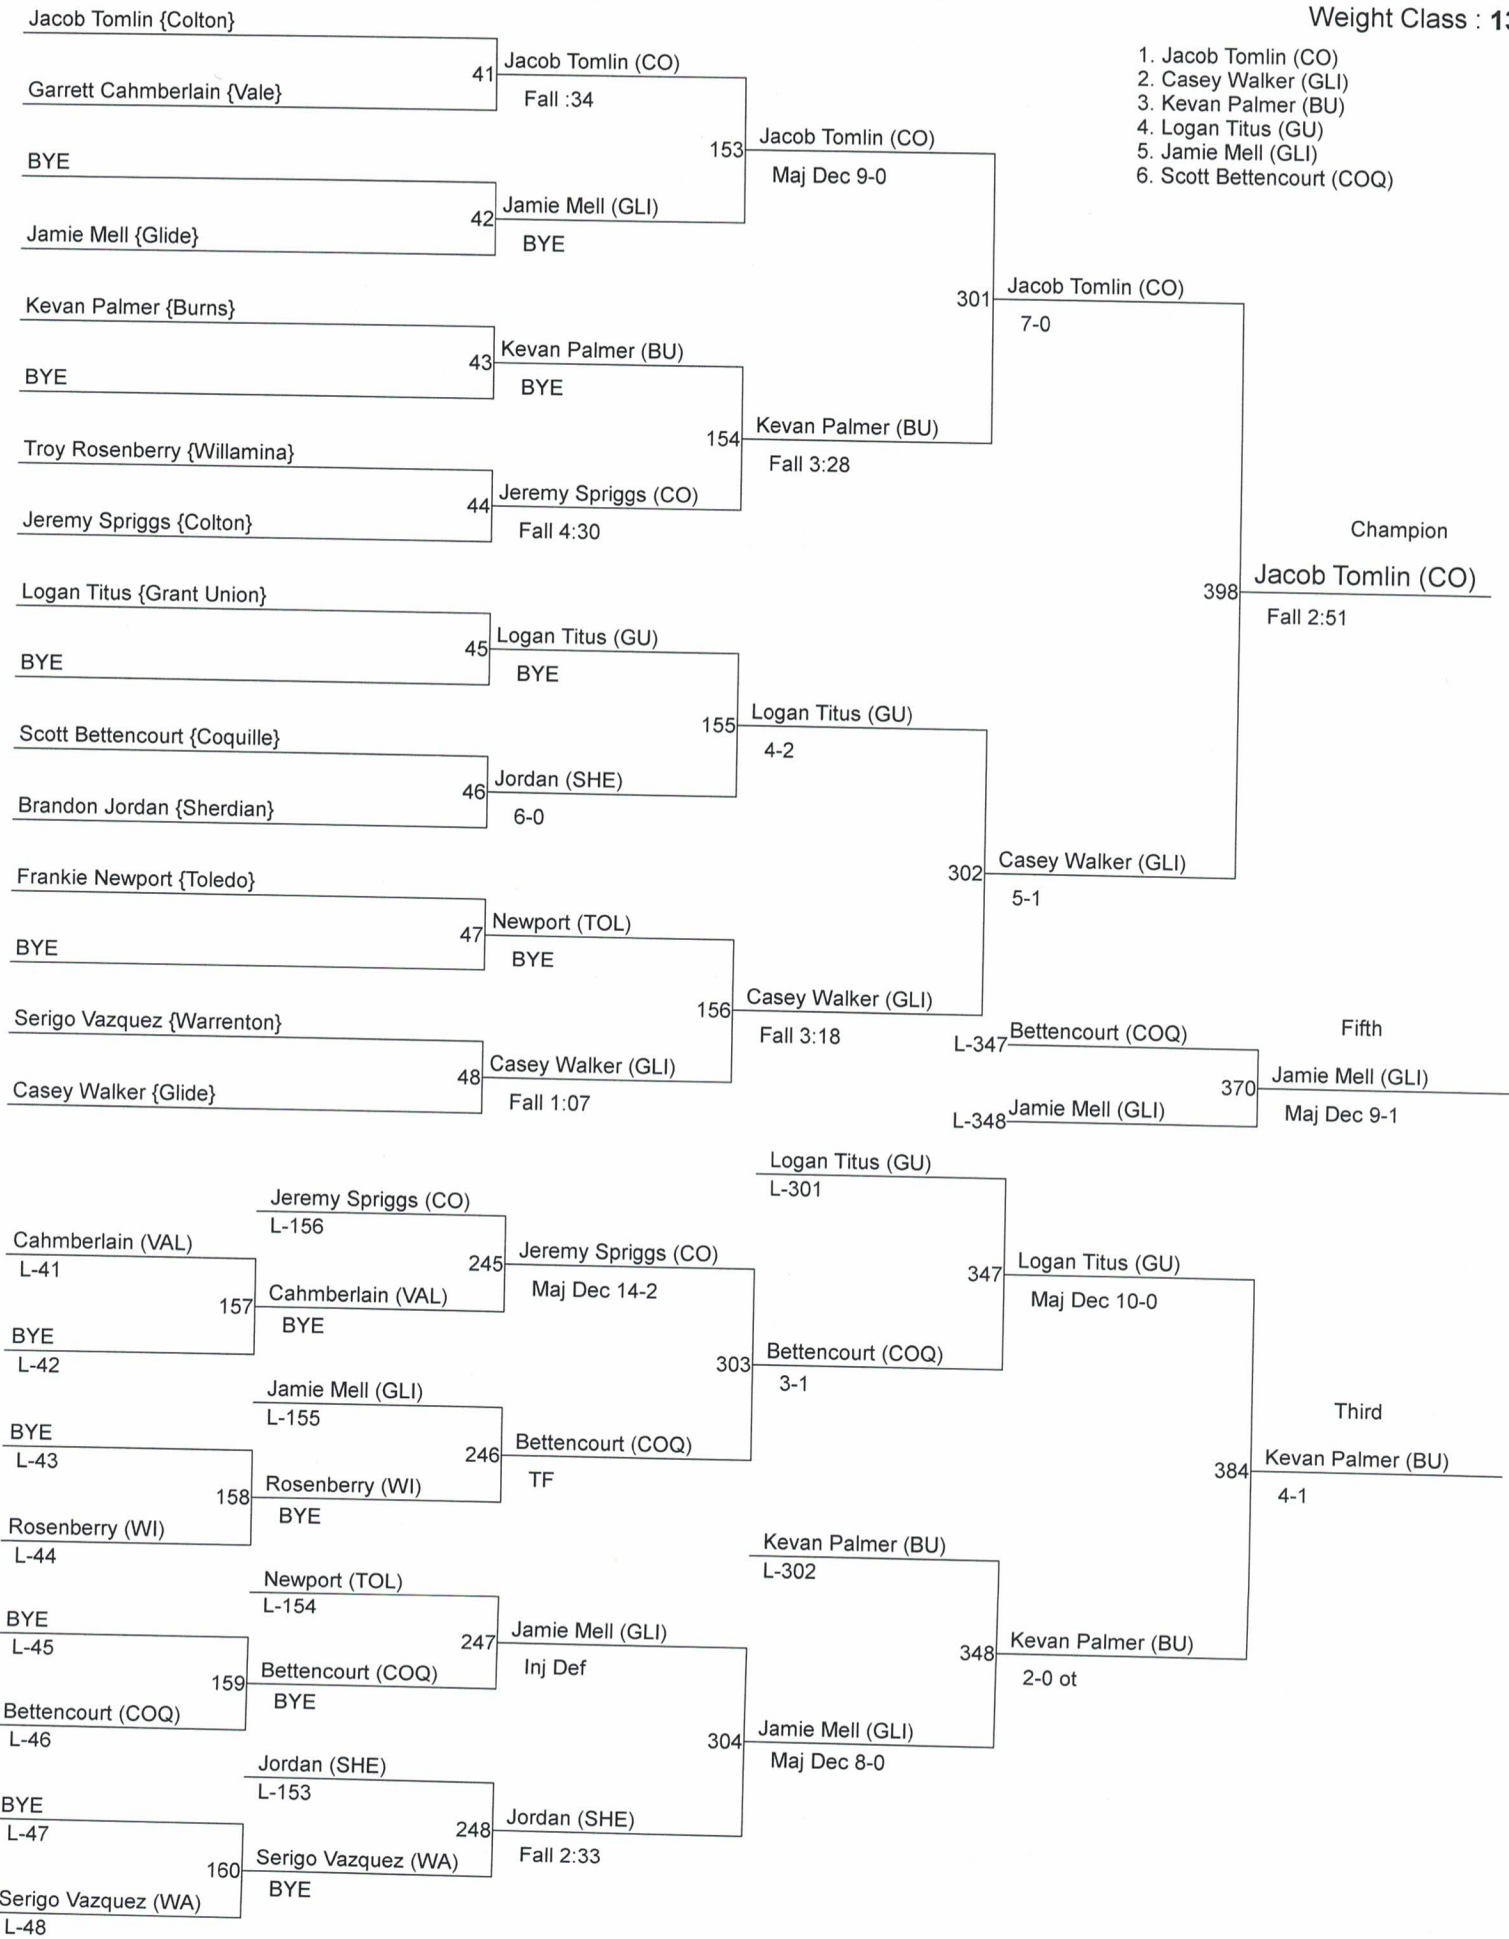 Weight Class : 13
1. Jacob Tomlin (CO)
2. Casey Walker (GLI)
3. Kevan Palmer (BU)
4. Logan Titus (GU)
5. Jamie Mell (GLI)
6. Scott Bettencourt (COQ)
Jacob Tomlin {Colton}
41
Jacob Tomlin (CO)
Fall :34
Garrett Cahmberlain {Vale}
153
Jacob Tomlin (CO)
Maj Dec 9-0
BYE
42
Jamie Mell (GLI)
BYE
Jamie Mell {Glide}
301
Jacob Tomlin (CO)
7-0
Kevan Palmer {Burns}
43
Kevan Palmer (BU)
BYE
BYE
154
Kevan Palmer (BU)
Fall 3:28
Troy Rosenberry {Willamina}
44
Jeremy Spriggs (CO)
Fall 4:30
Jeremy Spriggs {Colton}
Champion
398
Jacob Tomlin (CO)
Fall 2:51
Logan Titus {Grant Union}
45
Logan Titus (GU)
BYE
BYE
155
Logan Titus (GU)
4-2
Scott Bettencourt {Coquille}
46
Jordan (SHE)
6-0
Brandon Jordan {Sherdian}
302
Casey Walker (GLI)
5-1
Frankie Newport {Toledo}
47
Newport (TOL)
BYE
BYE
156
Casey Walker (GLI)
Fall 3:18
Serigo Vazquez {Warrenton}
48
Casey Walker (GLI)
Fall 1:07
Casey Walker {Glide}
Fifth
L-347
Bettencourt (COQ)
370
Jamie Mell (GLI)
Maj Dec 9-1
L-348
Jamie Mell (GLI)
Logan Titus (GU)
L-301
Jeremy Spriggs (CO)
L-156
Cahmberlain (VAL)
L-41
245
Jeremy Spriggs (CO)
Maj Dec 14-2
347
Logan Titus (GU)
Maj Dec 10-0
157
Cahmberlain (VAL)
BYE
BYE
L-42
303
Bettencourt (COQ)
3-1
Jamie Mell (GLI)
L-155
BYE
L-43
246
Bettencourt (COQ)
TF
Third
384
Kevan Palmer (BU)
4-1
158
Rosenberry (WI)
BYE
Rosenberry (WI)
L-44
Kevan Palmer (BU)
L-302
Newport (TOL)
L-154
BYE
L-45
247
Jamie Mell (GLI)
Inj Def
348
Kevan Palmer (BU)
2-0 ot
159
Bettencourt (COQ)
BYE
Bettencourt (COQ)
L-46
304
Jamie Mell (GLI)
Maj Dec 8-0
Jordan (SHE)
L-153
BYE
L-47
248
Jordan (SHE)
Fall 2:33
160
Serigo Vazquez (WA)
BYE
Serigo Vazquez (WA)
L-48